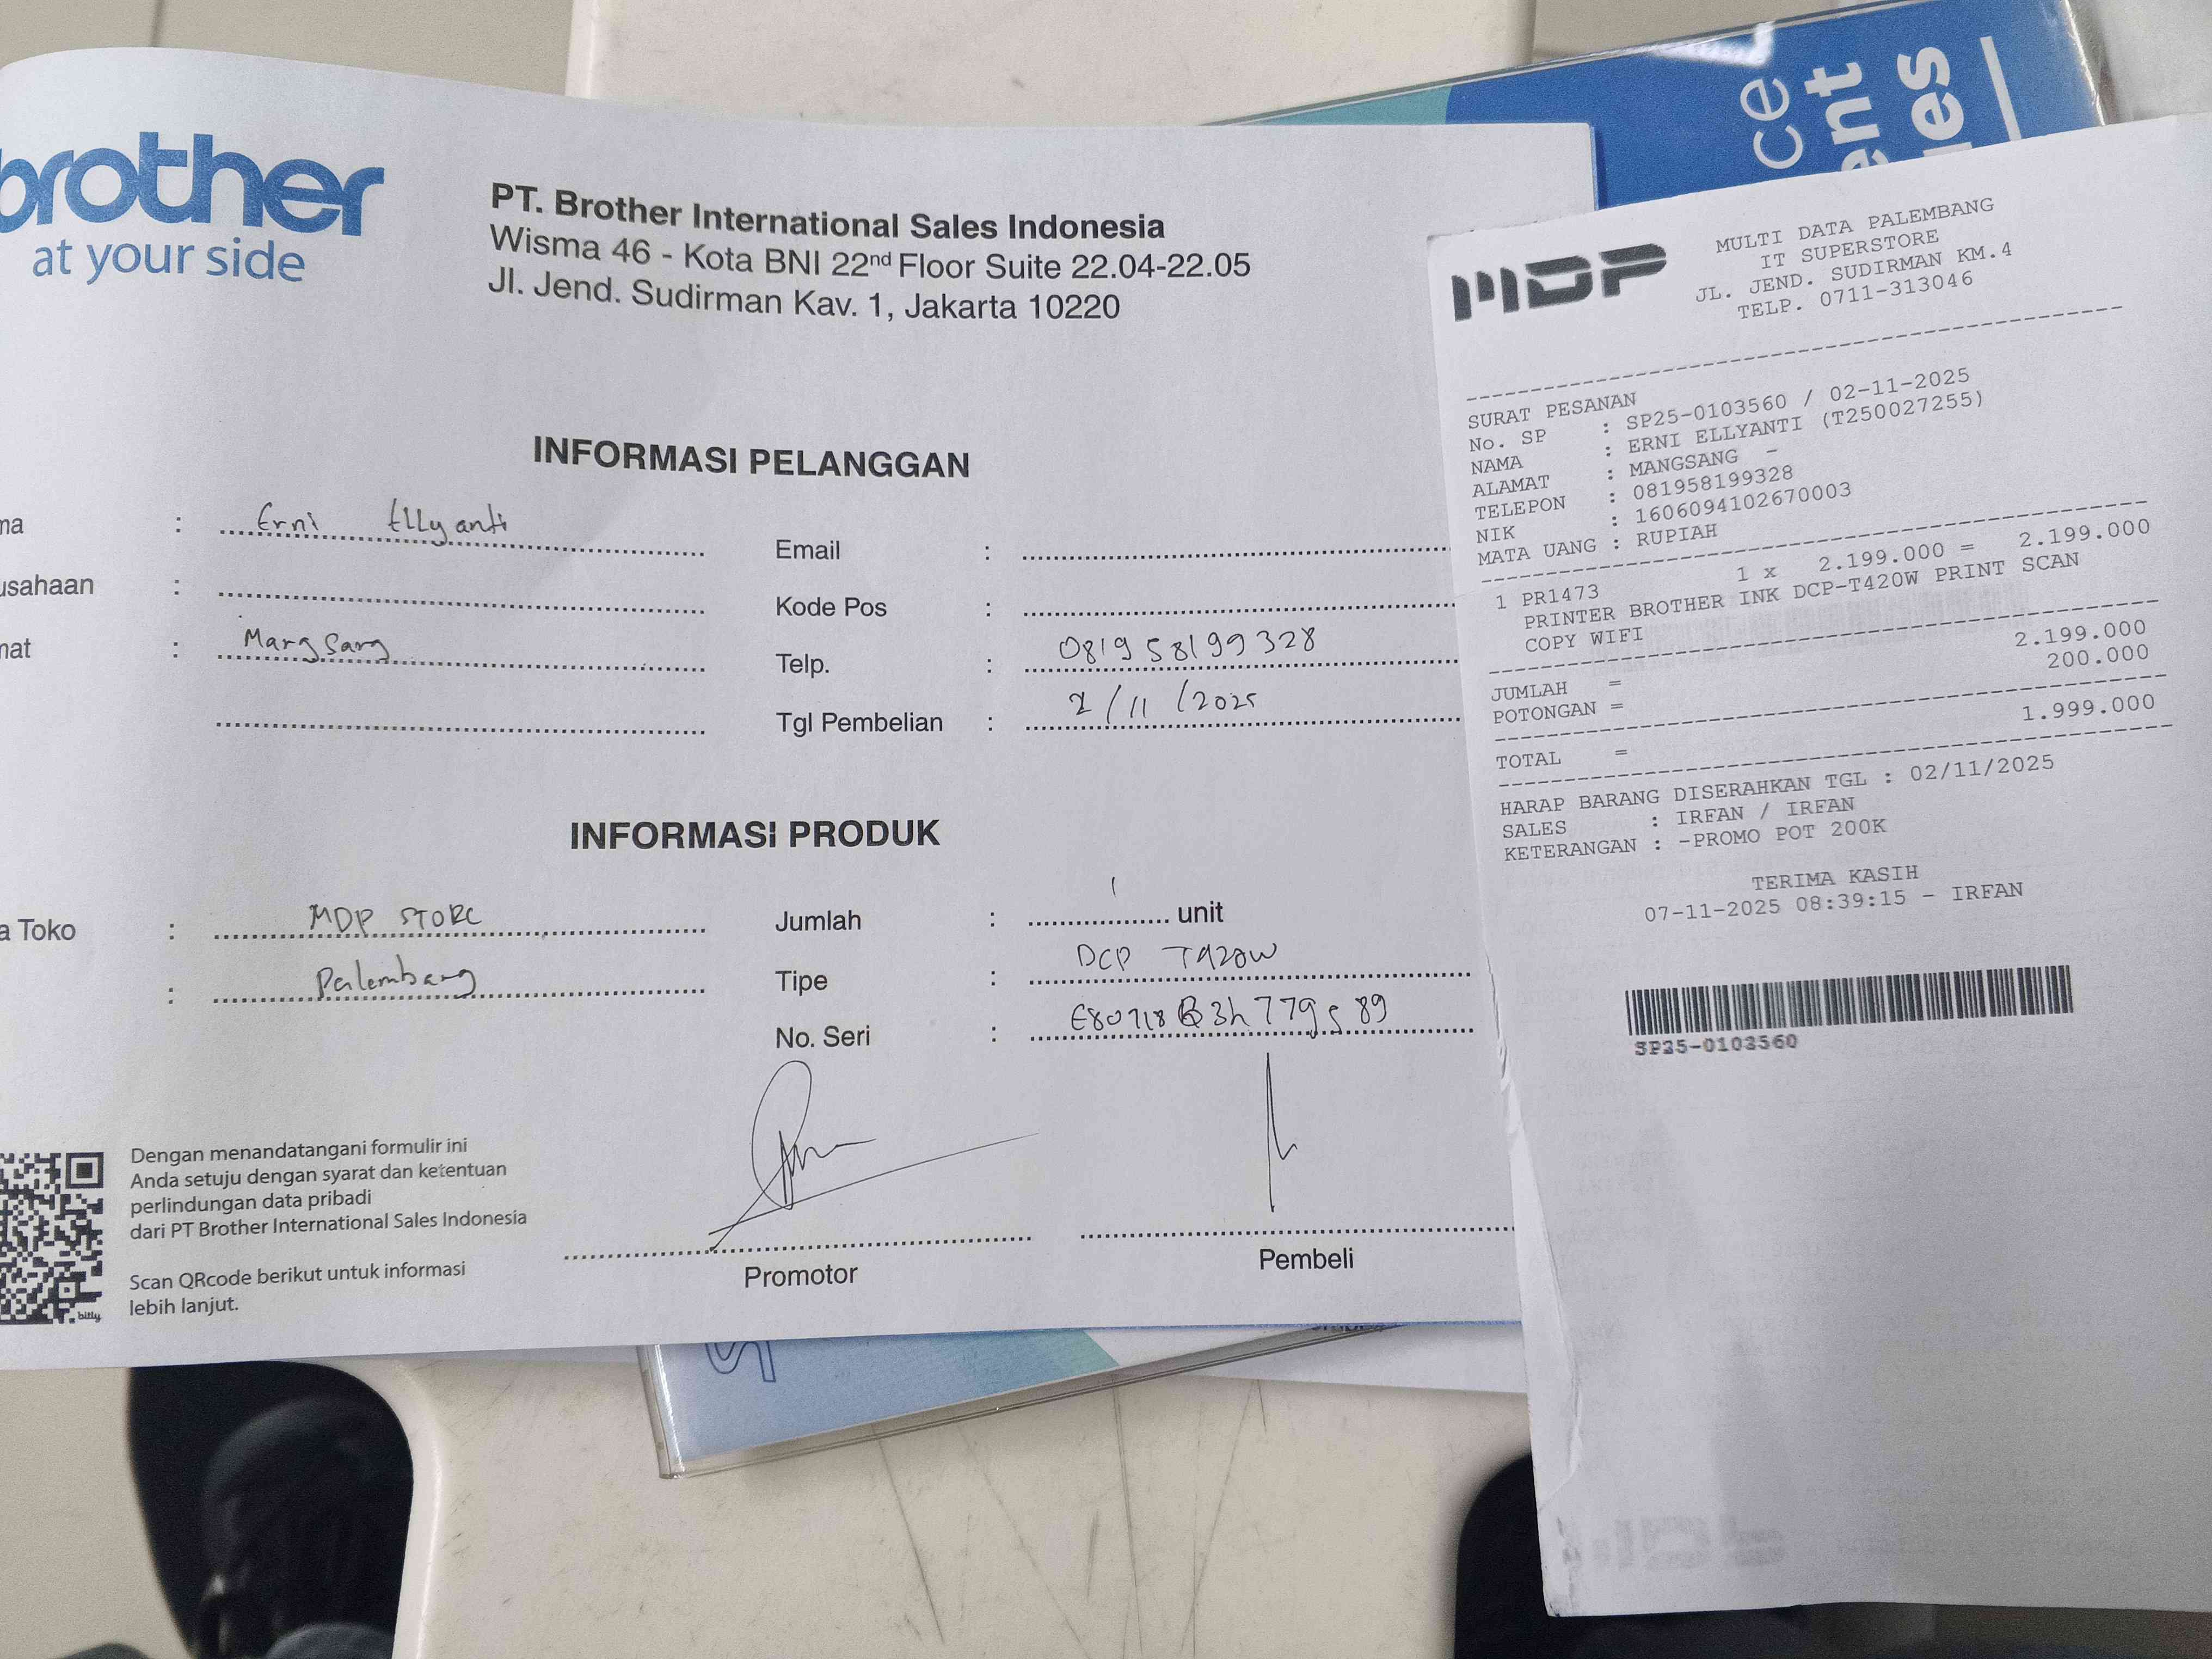 brother
at your side
PT. Brother International Sales Indonesia
Wisma 46 - Kota BNI 22nd Floor Suite 22.04-22.05
Jl. Jend. Sudirman Kav. 1, Jakarta 10220
INFORMASI PELANGGAN
ma : Erni Ellyanti
usahaan :
mat : Mangsang
Email :
Kode Pos :
Telp. : 081958199328
Tgl Pembelian : 2/11/2025
INFORMASI PRODUK
a Toko : MDP STORE
: Palembang
Jumlah : 1 unit
Tipe : DCP T420W
No. Seri :
Dengan menandatangani formulir ini
Anda setuju dengan syarat dan ketentuan
perlindungan data pribadi
dari PT Brother International Sales Indonesia
Scan QRcode berikut untuk informasi
lebih lanjut.
bitly
Promotor
Pembeli
ce
ent
es
MDP
MULTI DATA PALEMBANG
IT SUPERSTORE
JL. JEND. SUDIRMAN KM.4
TELP. 0711-313046
SURAT PESANAN
No. SP : SP25-0103560 / 02-11-2025
NAMA : ERNI ELLYANTI (T250027255)
ALAMAT : MANGSANG -
TELEPON : 081958199328
NIK : 1606094102670003
MATA UANG : RUPIAH
1 PR1473 1 x 2.199.000 = 2.199.000
PRINTER BROTHER INK DCP-T420W PRINT SCAN
COPY WIFI
JUMLAH = 2.199.000
POTONGAN = 200.000
TOTAL = 1.999.000
HARAP BARANG DISERAHKAN TGL : 02/11/2025
SALES : IRFAN / IRFAN
KETERANGAN : -PROMO POT 200K
TERIMA KASIH
07-11-2025 08:39:15 - IRFAN
SP25-0103560